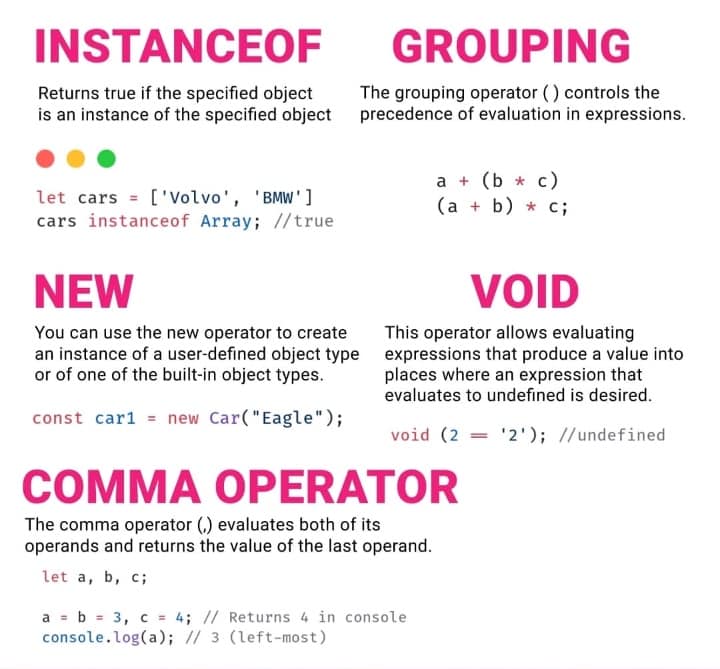 INSTANCEOF
Returns true if the specified object
is an instance of the specified object
let cars = ['Volvo', 'BMW']
cars instanceof Array; //true
GROUPING
The grouping operator ( ) controls the
precedence of evaluation in expressions.
a + (b * c)
(a + b) * c;
NEW
You can use the new operator to create
an instance of a user-defined object type
or of one of the built-in object types.
const car1 = new Car("Eagle");
VOID
This operator allows evaluating
expressions that produce a value into
places where an expression that
evaluates to undefined is desired.
void (2 == '2'); //undefined
COMMA OPERATOR
The comma operator (,) evaluates both of its
operands and returns the value of the last operand.
let a, b, c;
a = b = 3, c = 4; // Returns 4 in console
console.log(a); // 3 (left-most)